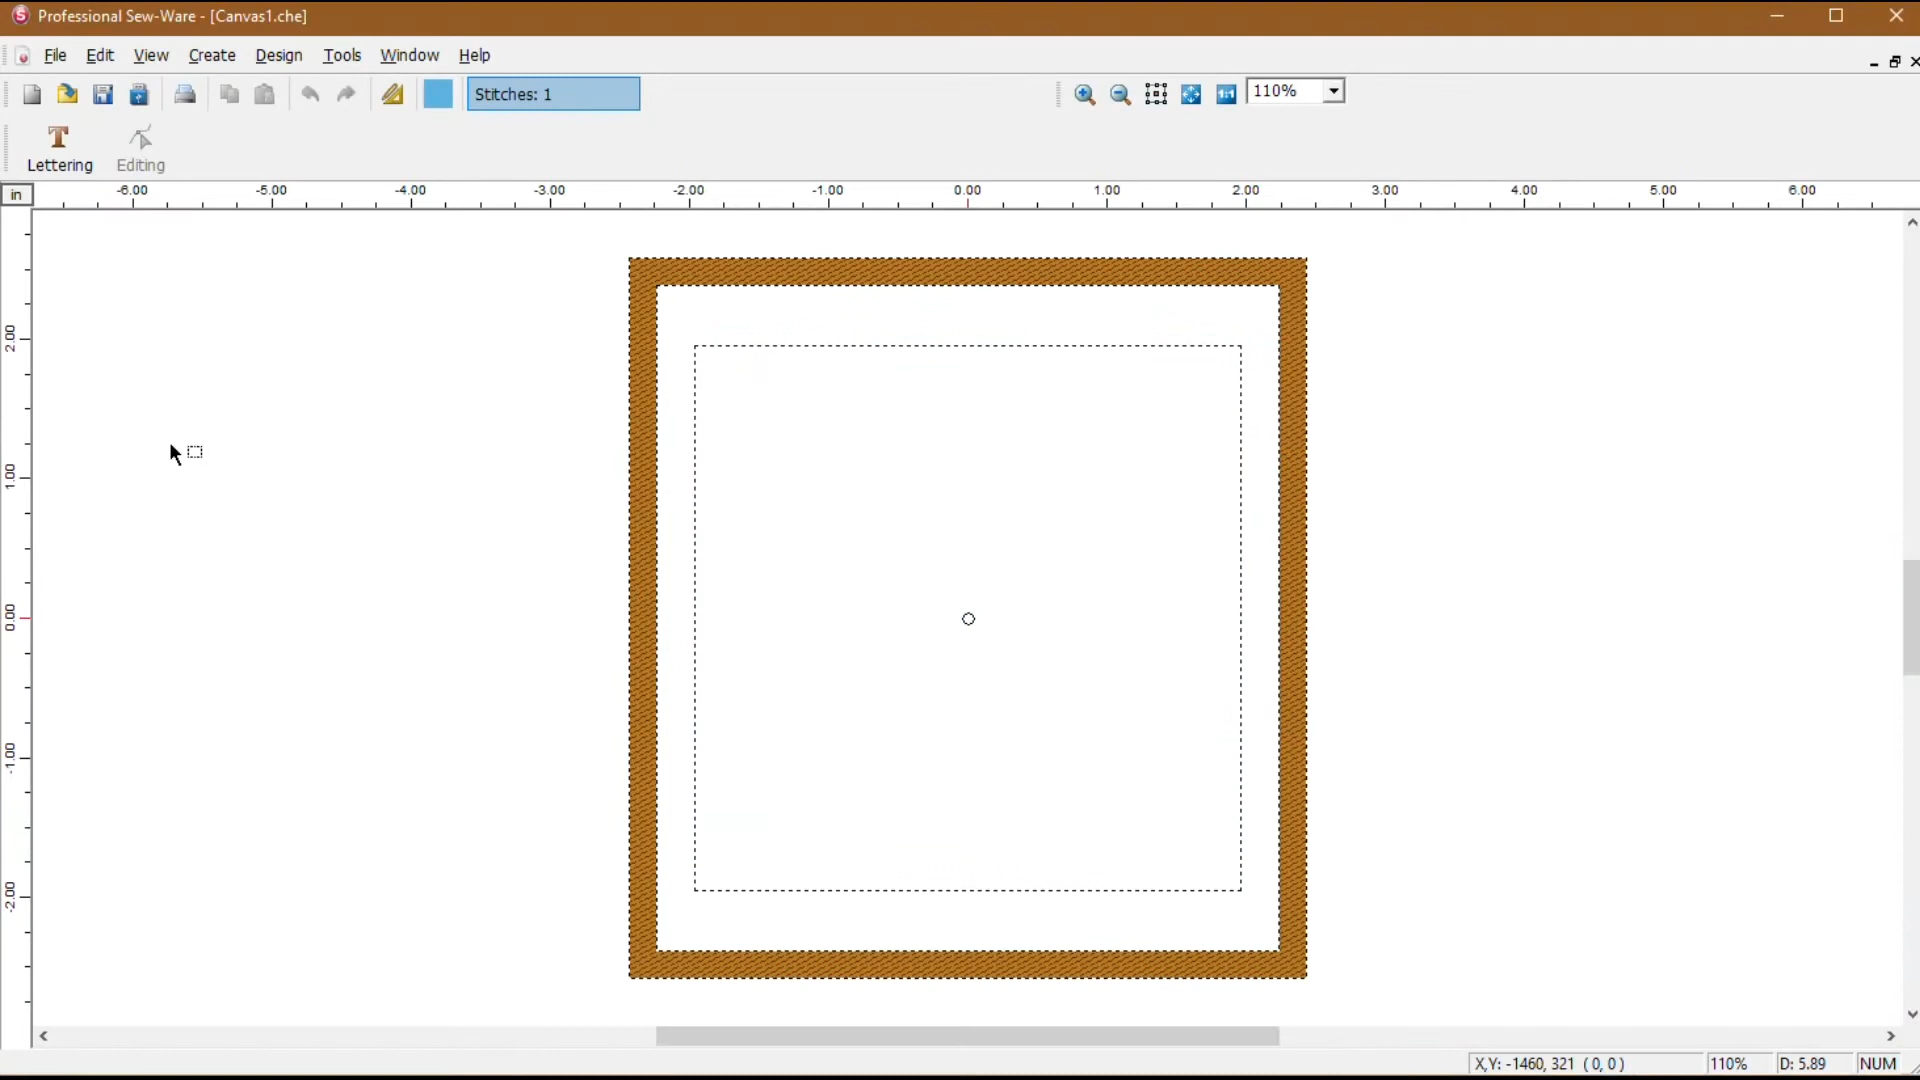 Professional Sew-Ware - [Canvas1.che]
File Edit View Create Design Tools Window Help
Stitches: 1
1:1
110%
T
Lettering Editing
in
-6.00 -5.00 -4.00 -3.00 -2.00 -1.00 0.00 1.00 2.00 3.00 4.00 5.00 6.00
2.00
1.00
0.00
-1.00
-2.00
X,Y: -1460, 321 ( 0, 0 ) 110% D: 5.89 NUM